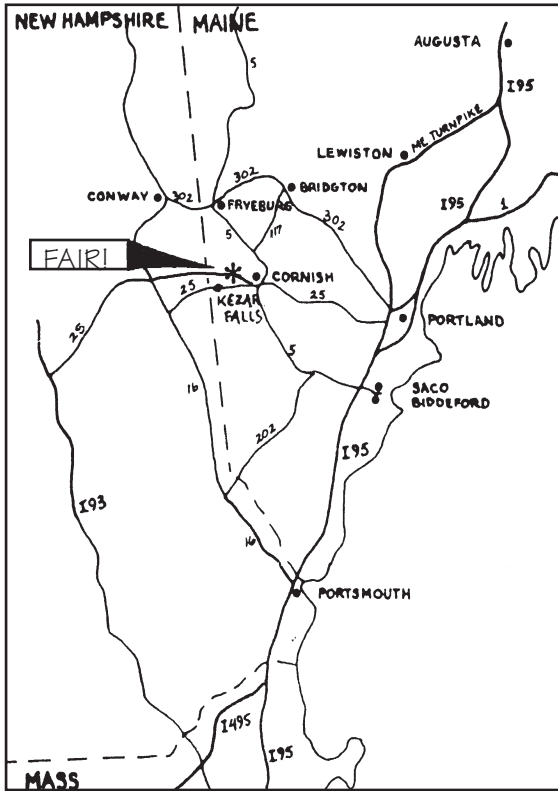 NEW HAMPSHIRE
MAINE
5
AUGUSTA
I95
ME TURNPIKE
LEWISTON
302
BRIDGTON
CONWAY
302
FRYEBURG
302
I95
1
5
117
FAIR!
CORNISH
25
25
KEZAR
FALLS
PORTLAND
25
5
SACO
BIDDEFORD
16
202
I95
I93
16
PORTSMOUTH
I495
I95
MASS